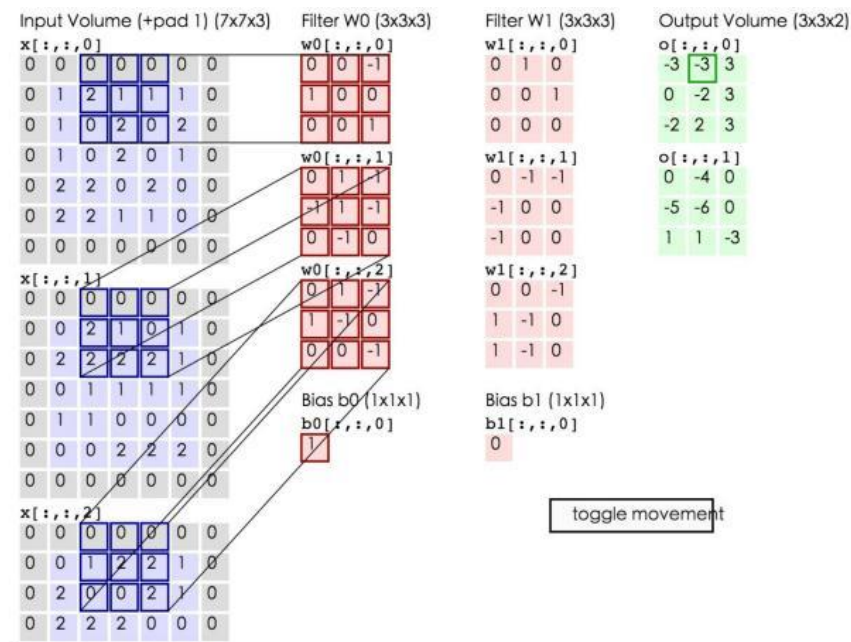 Input Volume (+pad 1) (7x7x3)
x[:,:,0]
0 0 0 0 0 0 0
0 1 2 1 1 1 0
0 1 0 2 0 2 0
0 1 0 2 0 1 0
0 2 2 0 2 0 0
0 2 2 1 1 0 0
0 0 0 0 0 0 0
x[:,:,1]
0 0 0 0 0 0 0
0 0 2 1 0 1 0
0 2 2 2 2 1 0
0 0 1 1 1 1 0
0 1 1 0 0 0 0
0 0 0 2 2 2 0
0 0 0 0 0 0 0
x[:,:,2]
0 0 0 0 0 0 0
0 0 1 2 2 1 0
0 2 0 0 2 1 0
0 2 2 2 0 0 0
Filter W0 (3x3x3)
w0[:,:,0]
0 0 -1
1 0 0
0 0 1
w0[:,:,1]
0 1 -1
-1 1 -1
0 -1 0
w0[:,:,2]
0 1 -1
1 -1 0
0 0 -1
Bias b0 (1x1x1)
b0[:,:,0]
1
Filter W1 (3x3x3)
w1[:,:,0]
0 1 0
0 0 1
0 0 0
w1[:,:,1]
0 -1 -1
-1 0 0
-1 0 0
w1[:,:,2]
0 0 -1
1 -1 0
1 -1 0
Bias b1 (1x1x1)
b1[:,:,0]
0
Output Volume (3x3x2)
o[:,:,0]
-3 -3 3
0 -2 3
-2 2 3
o[:,:,1]
0 -4 0
-5 -6 0
1 1 -3
toggle movement